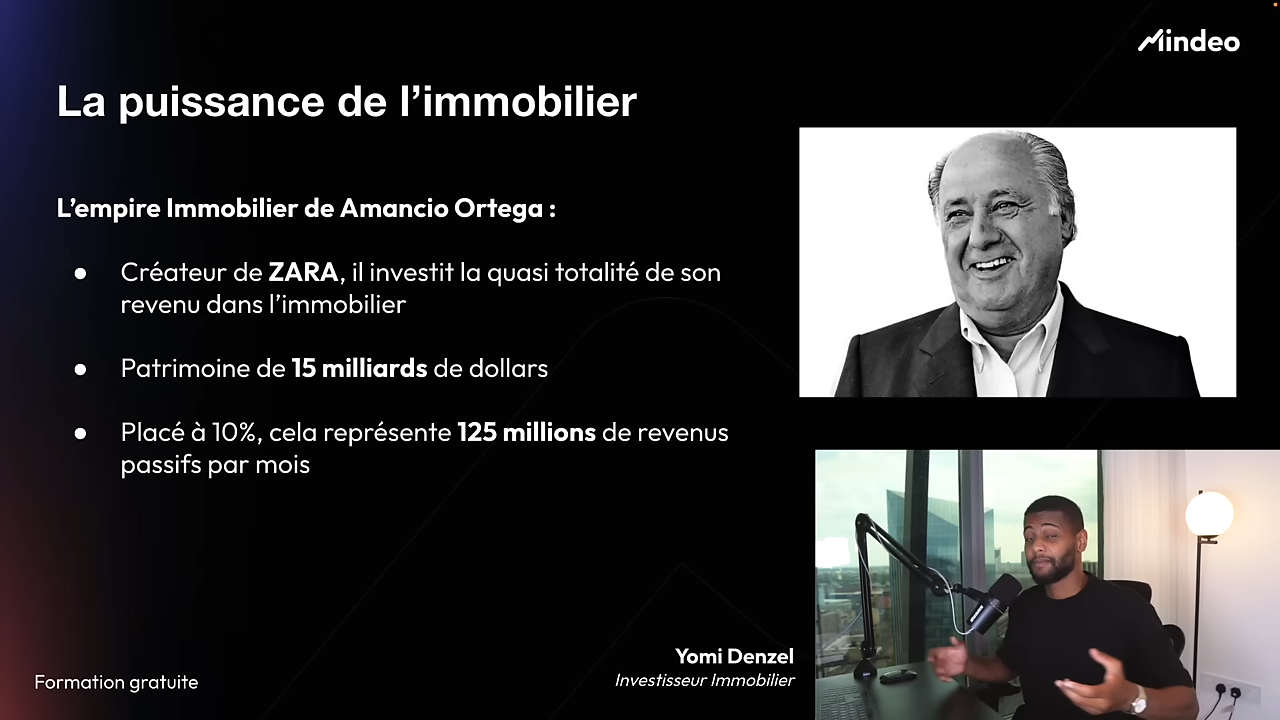 Mindeo
La puissance de l’immobilier
L’empire Immobilier de Amancio Ortega :
● Créateur de ZARA, il investit la quasi totalité de son
revenu dans l’immobilier
● Patrimoine de 15 milliards de dollars
● Placé à 10%, cela représente 125 millions de revenus
passifs par mois
Yomi Denzel
Investisseur Immobilier
Formation gratuite